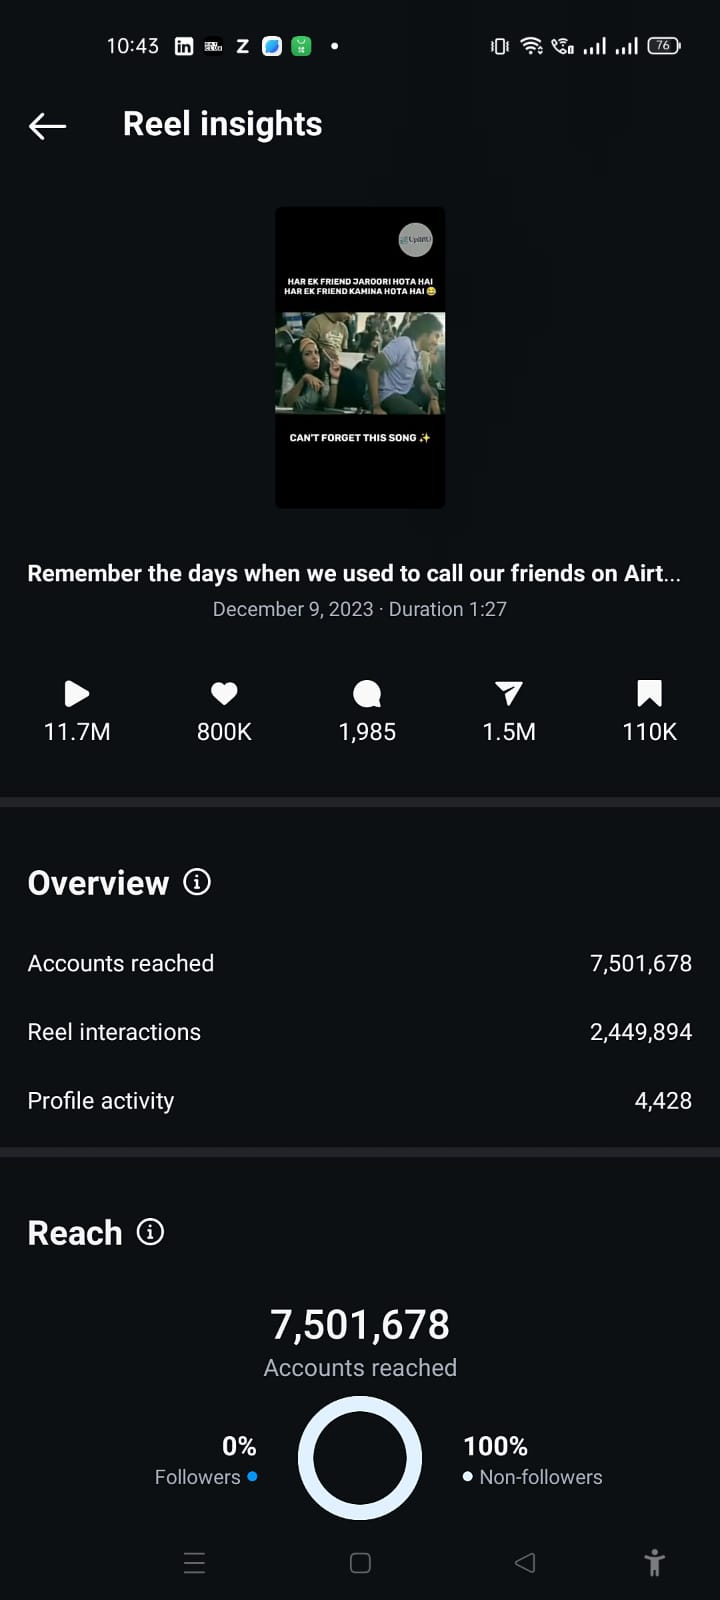 10:43
in
Z
76
Reel insights
HAR EK FRIEND JAROORI HOTA HAI
HAR EK FRIEND KAMINA HOTA HAI 😂
CAN'T FORGET THIS SONG ✨
Remember the days when we used to call our friends on Airt...
December 9, 2023 · Duration 1:27
11.7M 800K 1,985 1.5M 110K
Overview
Accounts reached 7,501,678
Reel interactions 2,449,894
Profile activity 4,428
Reach
7,501,678
Accounts reached
0% 100%
Followers Non-followers